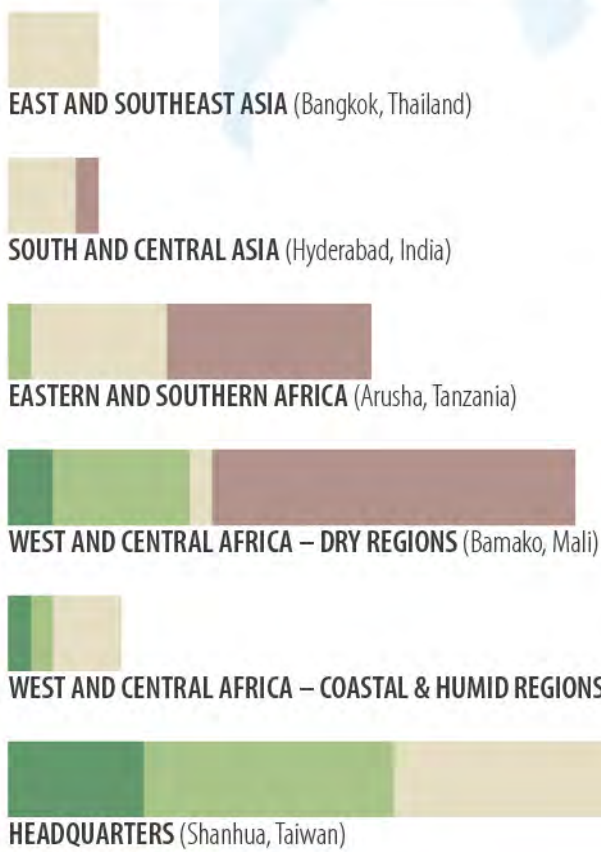 EAST AND SOUTHEAST ASIA (Bangkok, Thailand)
SOUTH AND CENTRAL ASIA (Hyderabad, India)
EASTERN AND SOUTHERN AFRICA (Arusha, Tanzania)
WEST AND CENTRAL AFRICA – DRY REGIONS (Bamako, Mali)
WEST AND CENTRAL AFRICA – COASTAL & HUMID REGIONS
HEADQUARTERS (Shanhua, Taiwan)